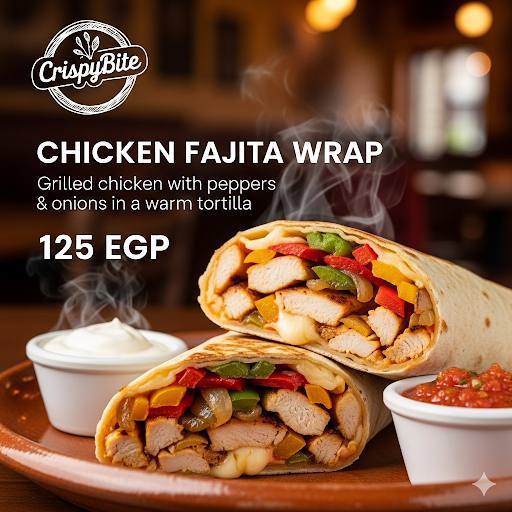 CrispyBite
CHICKEN FAJITA WRAP
Grilled chicken with peppers
& onions in a warm tortilla
125 EGP